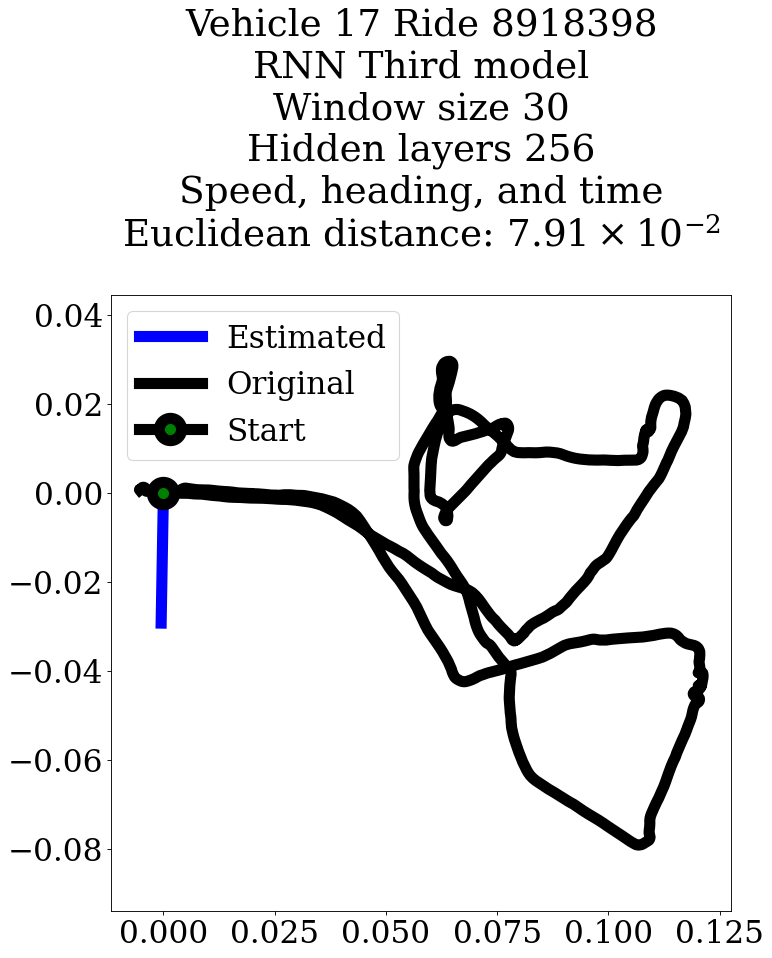 Vehicle 17 Ride 8918398
RNN Third model
Window size 30
Hidden layers 256
Speed, heading, and time
Euclidean distance: 7.91 × 10⁻²
Estimated
Original
Start
0.04
0.02
0.00
−0.02
−0.04
−0.06
−0.08
0.000 0.025 0.050 0.075 0.100 0.125